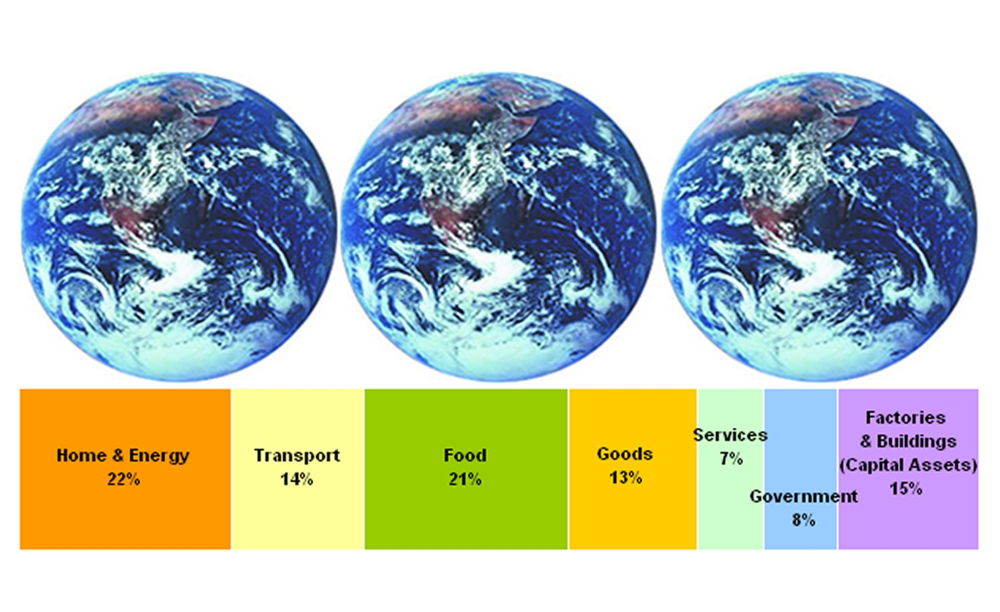 Home & Energy
22%
Transport
14%
Food
21%
Goods
13%
Services
7%
Government
8%
Factories
& Buildings
(Capital Assets)
15%